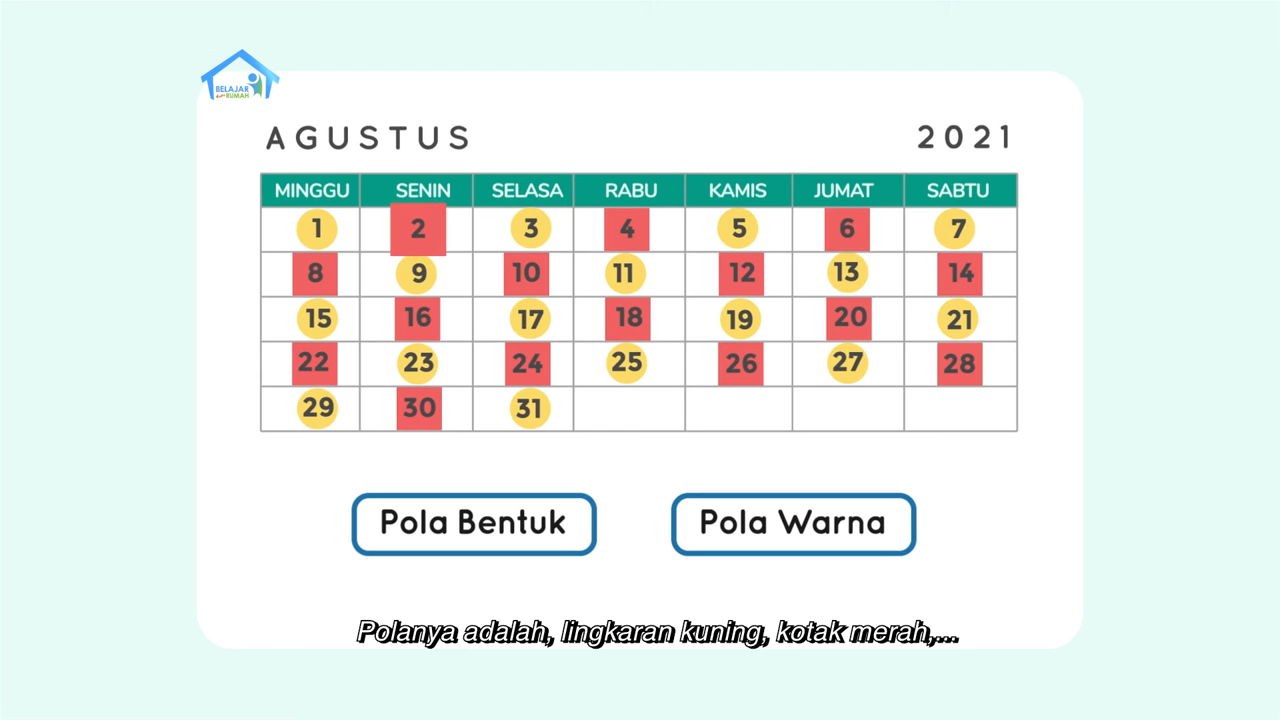 BELAJAR
dari RUMAH
AGUSTUS 2021
MINGGU SENIN SELASA RABU KAMIS JUMAT SABTU
1 2 3 4 5 6 7
8 9 10 11 12 13 14
15 16 17 18 19 20 21
22 23 24 25 26 27 28
29 30 31
Pola Bentuk Pola Warna
Polanya adalah, lingkaran kuning, kotak merah,...